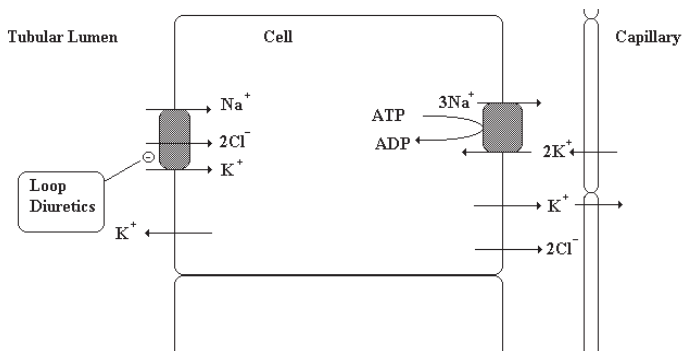 Tubular Lumen
Cell
Capillary
Na⁺
2Cl⁻
K⁺
⊖
Loop
Diuretics
K⁺
3Na⁺
ATP
ADP
2K⁺
K⁺
2Cl⁻